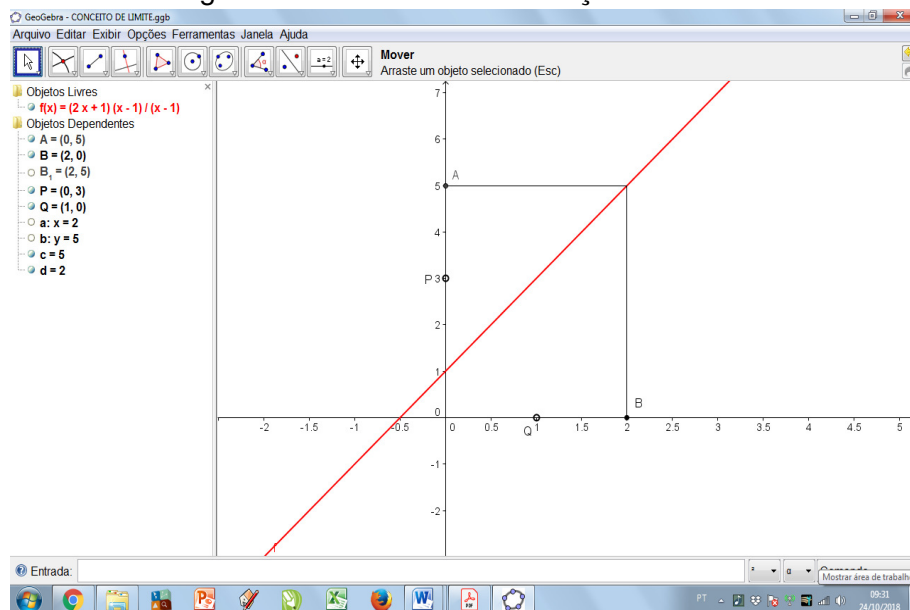 GeoGebra - CONCEITO DE LIMITE.ggb
Arquivo Editar Exibir Opções Ferramentas Janela Ajuda
a=2
Mover
Arraste um objeto selecionado (Esc)
Objetos Livres
f(x) = (2 x + 1) (x - 1) / (x - 1)
Objetos Dependentes
A = (0, 5)
B = (2, 0)
B₁ = (2, 5)
P = (0, 3)
Q = (1, 0)
a: x = 2
b: y = 5
c = 5
d = 2
7
6
5
A
4
P 3
2
1
0
B
-2 -1.5 -1 -0.5 0 0.5 1 1.5 2 2.5 3 3.5 4 4.5 5
Q
-1
-2
f
Entrada:
² α
Mostrar área de trabalho
PT
09:31
24/10/2018